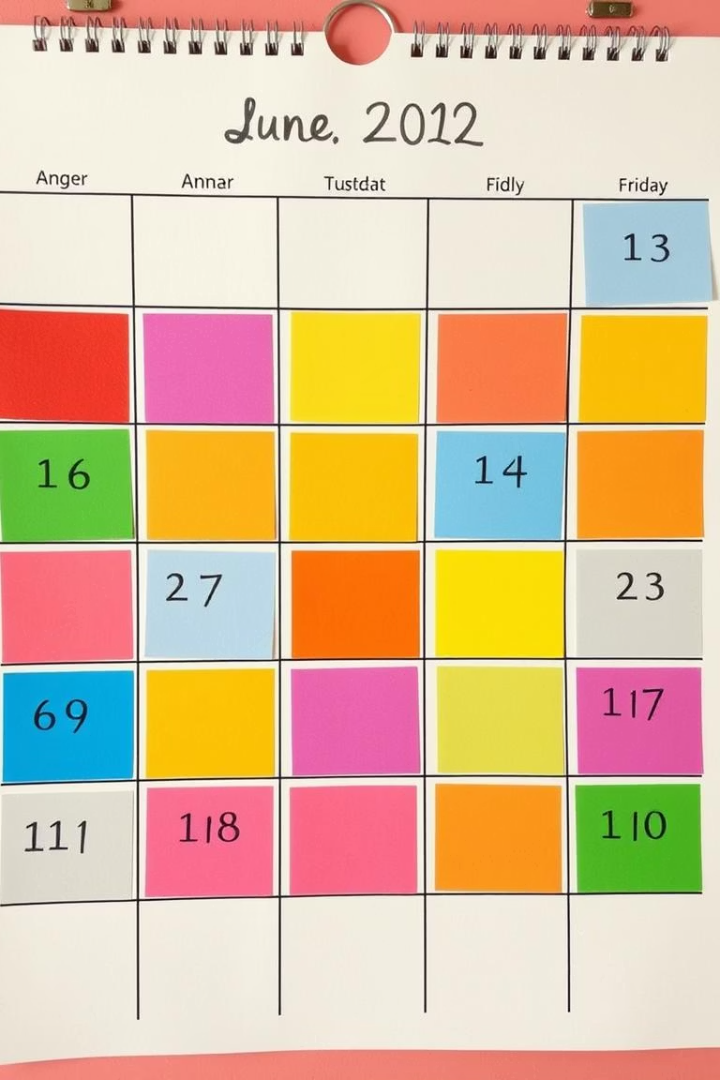 June. 2012
Anger Annar Tustdat Fidly Friday
13
16 14
27 23
69 117
111 118 110